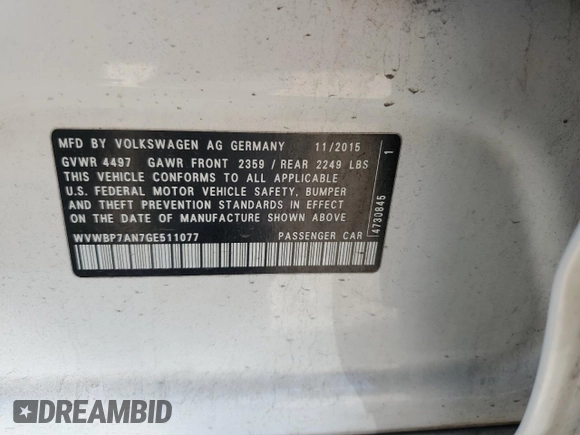 MFD BY VOLKSWAGEN AG GERMANY 11/2015
GVWR 4497 GAWR FRONT 2359 / REAR 2249 LBS
THIS VEHICLE CONFORMS TO ALL APPLICABLE
U.S. FEDERAL MOTOR VEHICLE SAFETY, BUMPER
AND THEFT PREVENTION STANDARDS IN EFFECT
ON THE DATE OF MANUFACTURE SHOWN ABOVE
WVWBP7AN7GE511077 PASSENGER CAR
4730845 1
DREAMBID